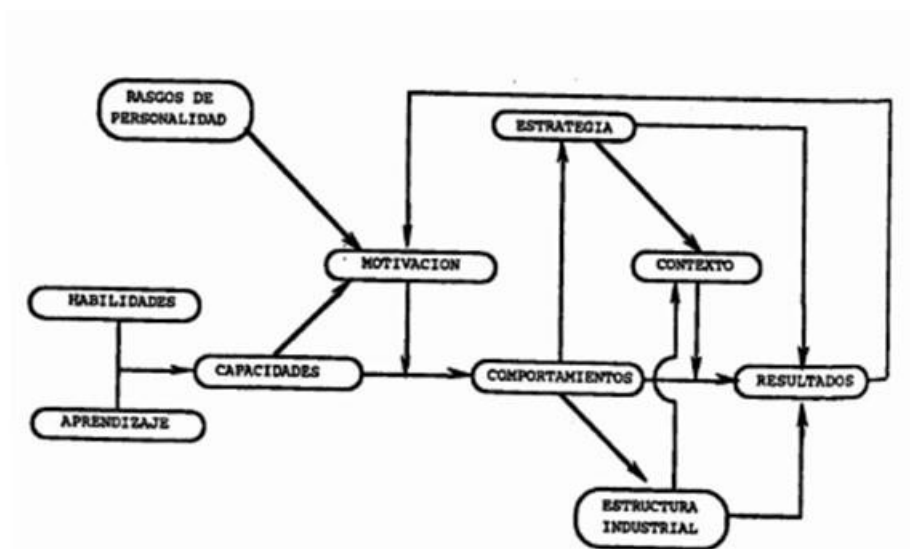 RASGOS DE
PERSONALIDAD
ESTRATEGIA
MOTIVACION
CONTEXTO
HABILIDADES
CAPACIDADES
COMPORTAMIENTOS
RESULTADOS
APRENDIZAJE
ESTRUCTURA
INDUSTRIAL